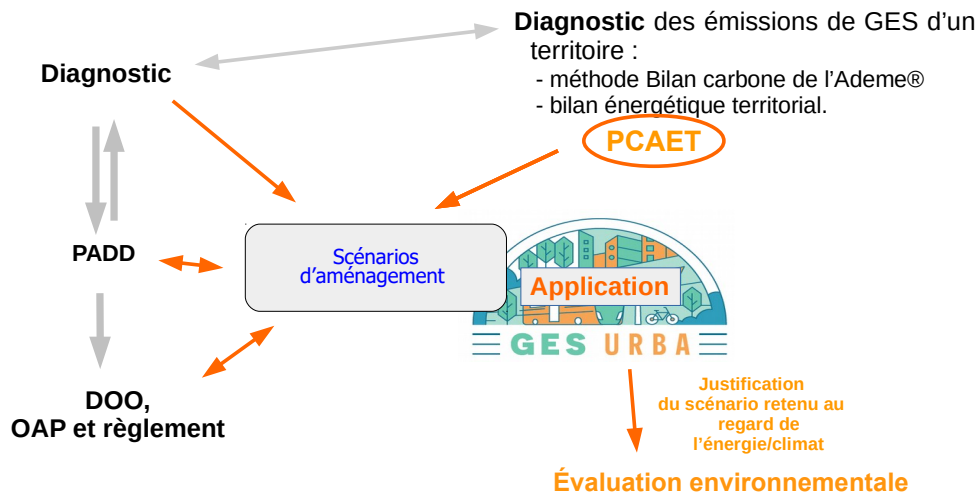 Diagnostic des émissions de GES d’un
territoire :
- méthode Bilan carbone de l’Ademe®
- bilan énergétique territorial.
PCAET
Diagnostic
PADD
DOO,
OAP et règlement
Scénarios
d’aménagement
Application
GES URBA
Justification
du scénario retenu au
regard de
l’énergie/climat
Évaluation environnementale